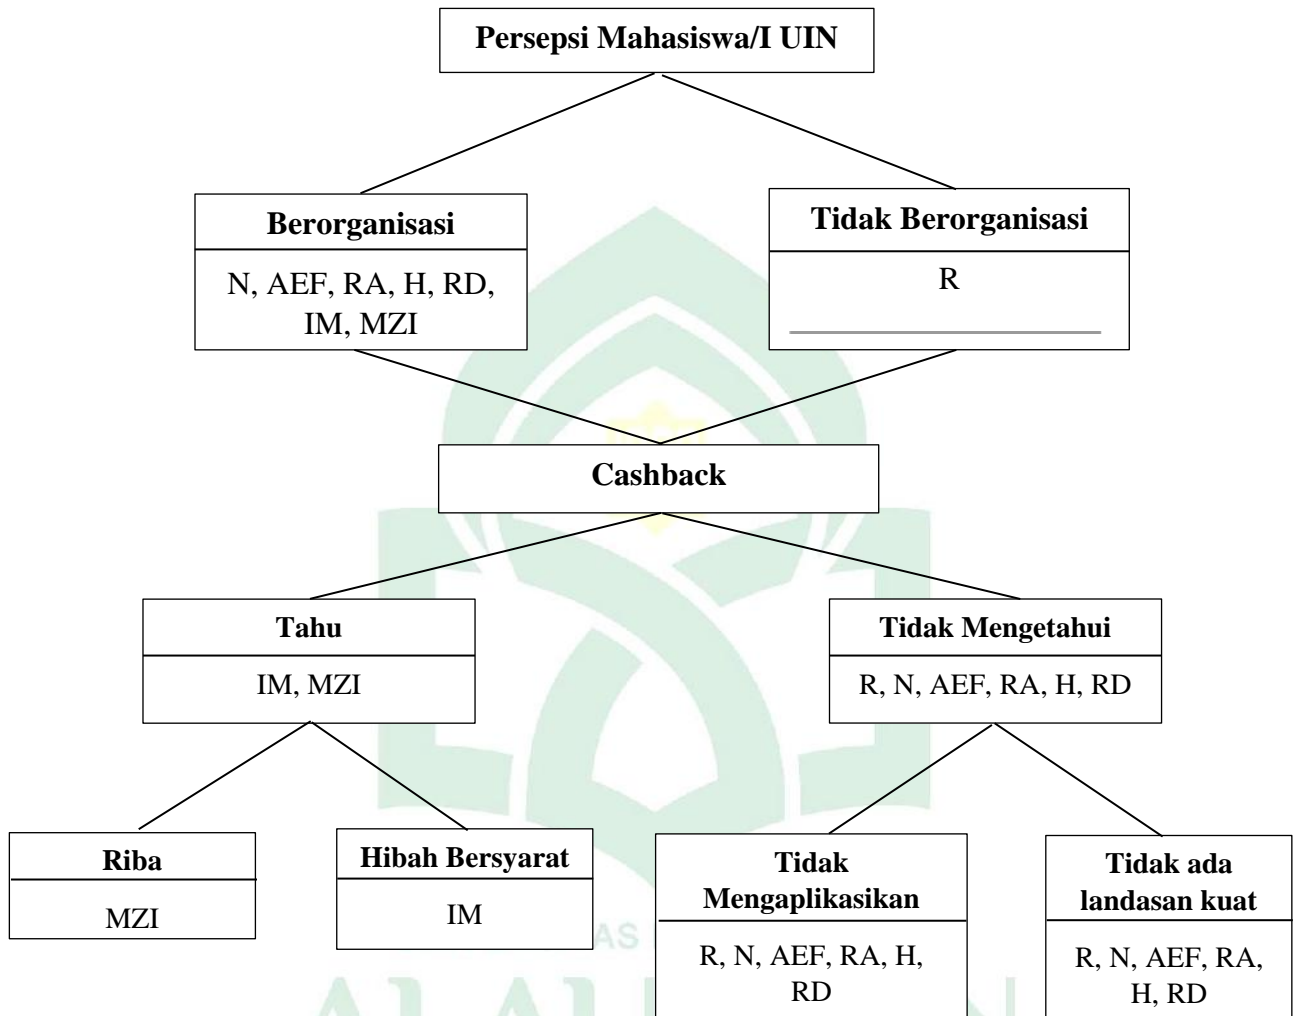 Persepsi Mahasiswa/I UIN
Berorganisasi
N, AEF, RA, H, RD,
IM, MZI
Tidak Berorganisasi
R
Cashback
Tahu
IM, MZI
Tidak Mengetahui
R, N, AEF, RA, H, RD
Riba
MZI
Hibah Bersyarat
IM
Tidak
Mengaplikasikan
R, N, AEF, RA, H,
RD
Tidak ada
landasan kuat
R, N, AEF, RA,
H, RD